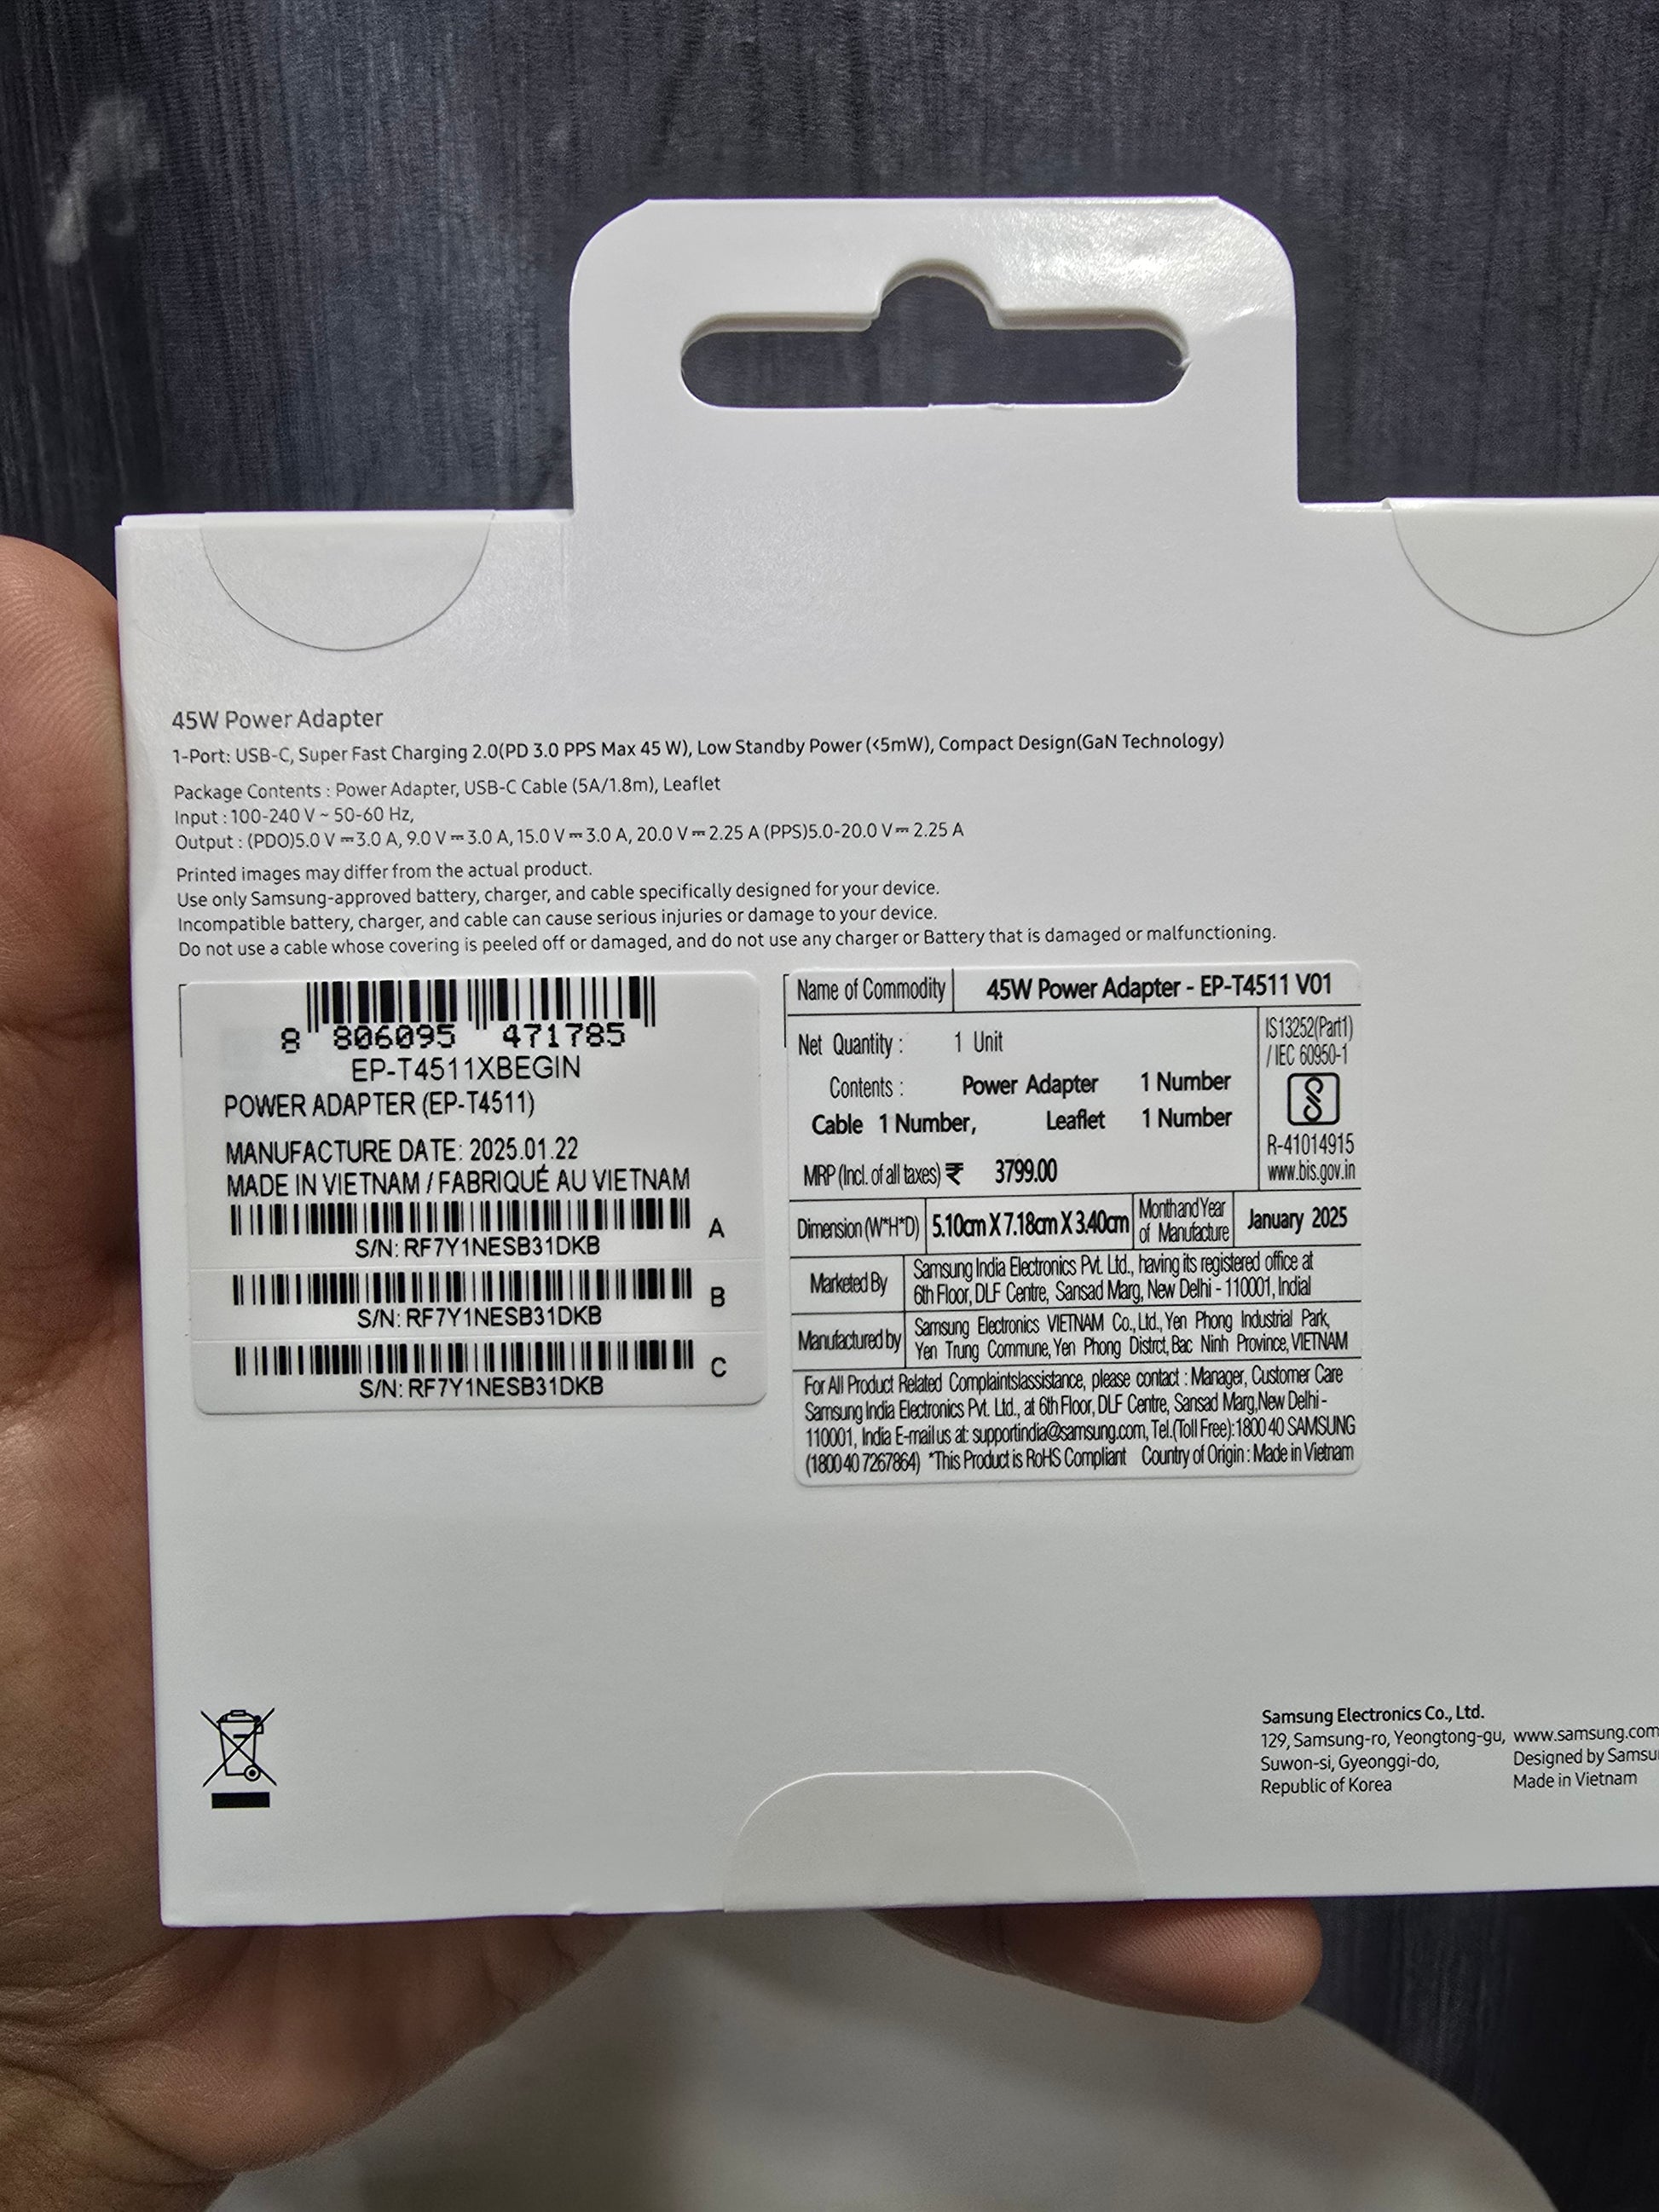 45W Power Adapter
1-Port: USB-C, Super Fast Charging 2.0(PD 3.0 PPS Max 45 W), Low Standby Power (<5mW), Compact Design(GaN Technology)
Package Contents : Power Adapter, USB-C Cable (5A/1.8m), Leaflet
Input : 100-240 V ~ 50-60 Hz,
Output : (PDO)5.0 V ⎓ 3.0 A, 9.0 V ⎓ 3.0 A, 15.0 V ⎓ 3.0 A, 20.0 V ⎓ 2.25 A (PPS)5.0-20.0 V ⎓ 2.25 A
Printed images may differ from the actual product.
Use only Samsung-approved battery, charger, and cable specifically designed for your device.
Incompatible battery, charger, and cable can cause serious injuries or damage to your device.
Do not use a cable whose covering is peeled off or damaged, and do not use any charger or Battery that is damaged or malfunctioning.
8 806095 471785
EP-T4511XBEGIN
POWER ADAPTER (EP-T4511)
MANUFACTURE DATE: 2025.01.22
MADE IN VIETNAM / FABRIQUÉ AU VIETNAM
A
S/N: RF7Y1NESB31DKB
B
S/N: RF7Y1NESB31DKB
C
S/N: RF7Y1NESB31DKB
Name of Commodity 45W Power Adapter - EP-T4511 V01
Net Quantity : 1 Unit
Contents : Power Adapter 1 Number
Cable 1 Number, Leaflet 1 Number
MRP (Incl. of all taxes) ₹ 3799.00
IS13252(Part1)
/ IEC 60950-1
R-41014915
www.bis.gov.in
Dimension (W*H*D) 5.10cm X 7.18cm X 3.40cm
Month and Year
of Manufacture
January 2025
Marketed By
Samsung India Electronics Pvt. Ltd., having its registered office at
6th Floor, DLF Centre, Sansad Marg, New Delhi - 110001, Indial
Manufactured by
Samsung Electronics VIETNAM Co., Ltd., Yen Phong Industrial Park,
Yen Trung Commune, Yen Phong Distrct, Bac Ninh Province, VIETNAM
For All Product Related Complaintslassistance, please contact : Manager, Customer Care
Samsung India Electronics Pvt. Ltd., at 6th Floor, DLF Centre, Sansad Marg,New Delhi -
110001, India E-mail us at: supportindia@samsung.com, Tel.(Toll Free):1800 40 SAMSUNG
(1800 40 7267864) *This Product is RoHS Compliant Country of Origin : Made in Vietnam
Samsung Electronics Co., Ltd.
129, Samsung-ro, Yeongtong-gu,
Suwon-si, Gyeonggi-do,
Republic of Korea
www.samsung.com
Designed by Samsu
Made in Vietnam